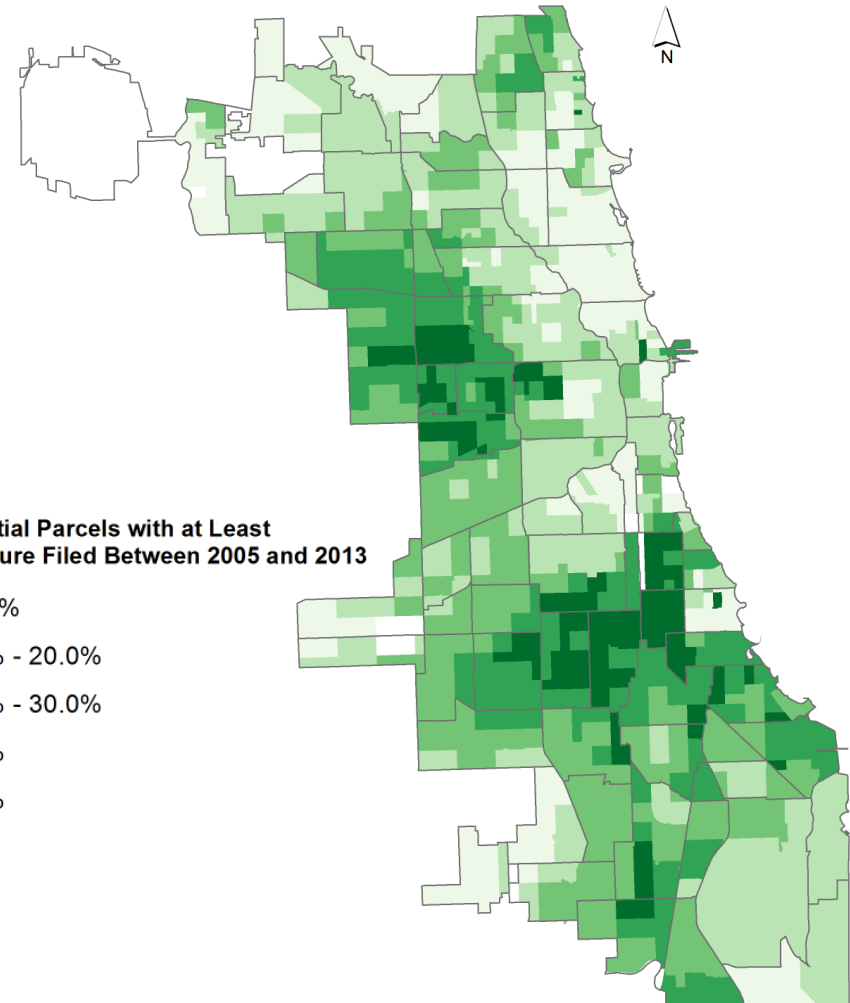 N
tial Parcels with at Least
ure Filed Between 2005 and 2013
%
% - 20.0%
% - 30.0%
%
%